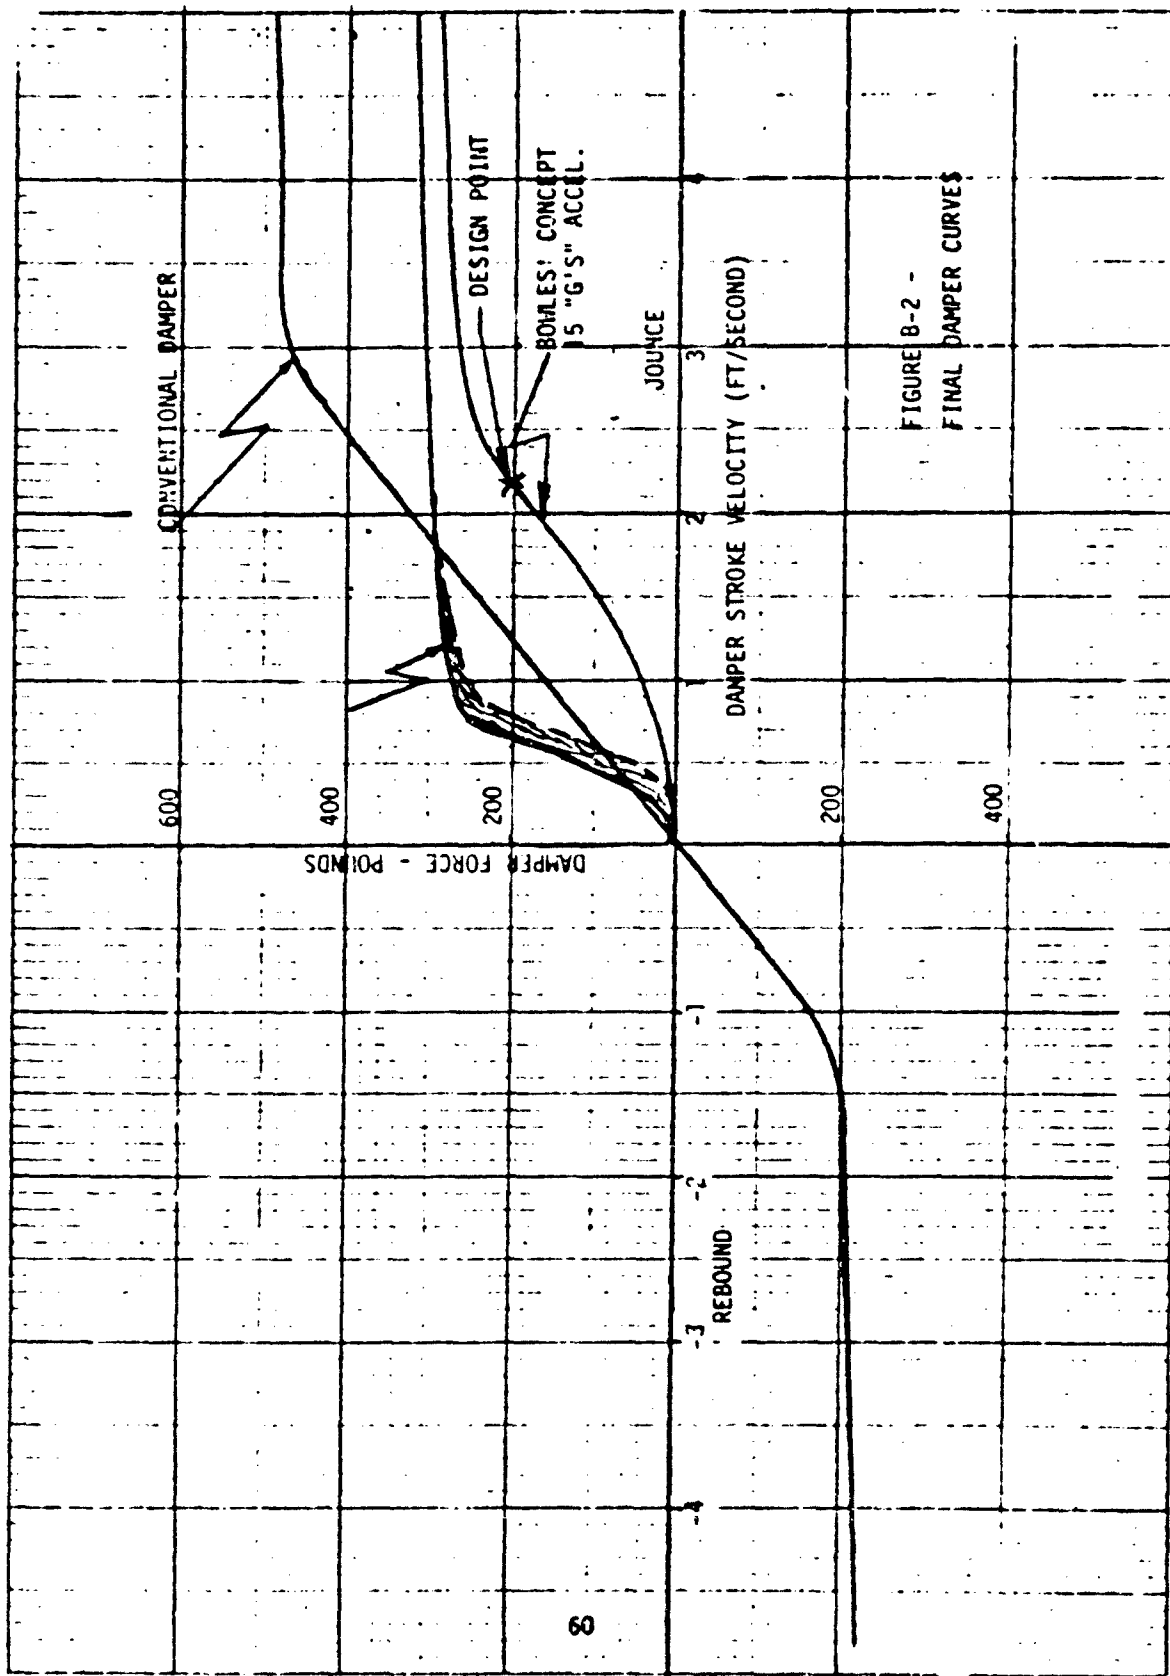 CONVENTIONAL DAMPER
DESIGN POINT
BOWLES' CONCEPT
15 "G'S" ACCEL.
600
400
200
DAMPER FORCE - POUNDS
200
400
-4
-3
-2
-1
1
2
3
4
REBOUND
JOUNCE
DAMPER STROKE VELOCITY (FT/SECOND)
FIGURE B-2 -
FINAL DAMPER CURVES
60